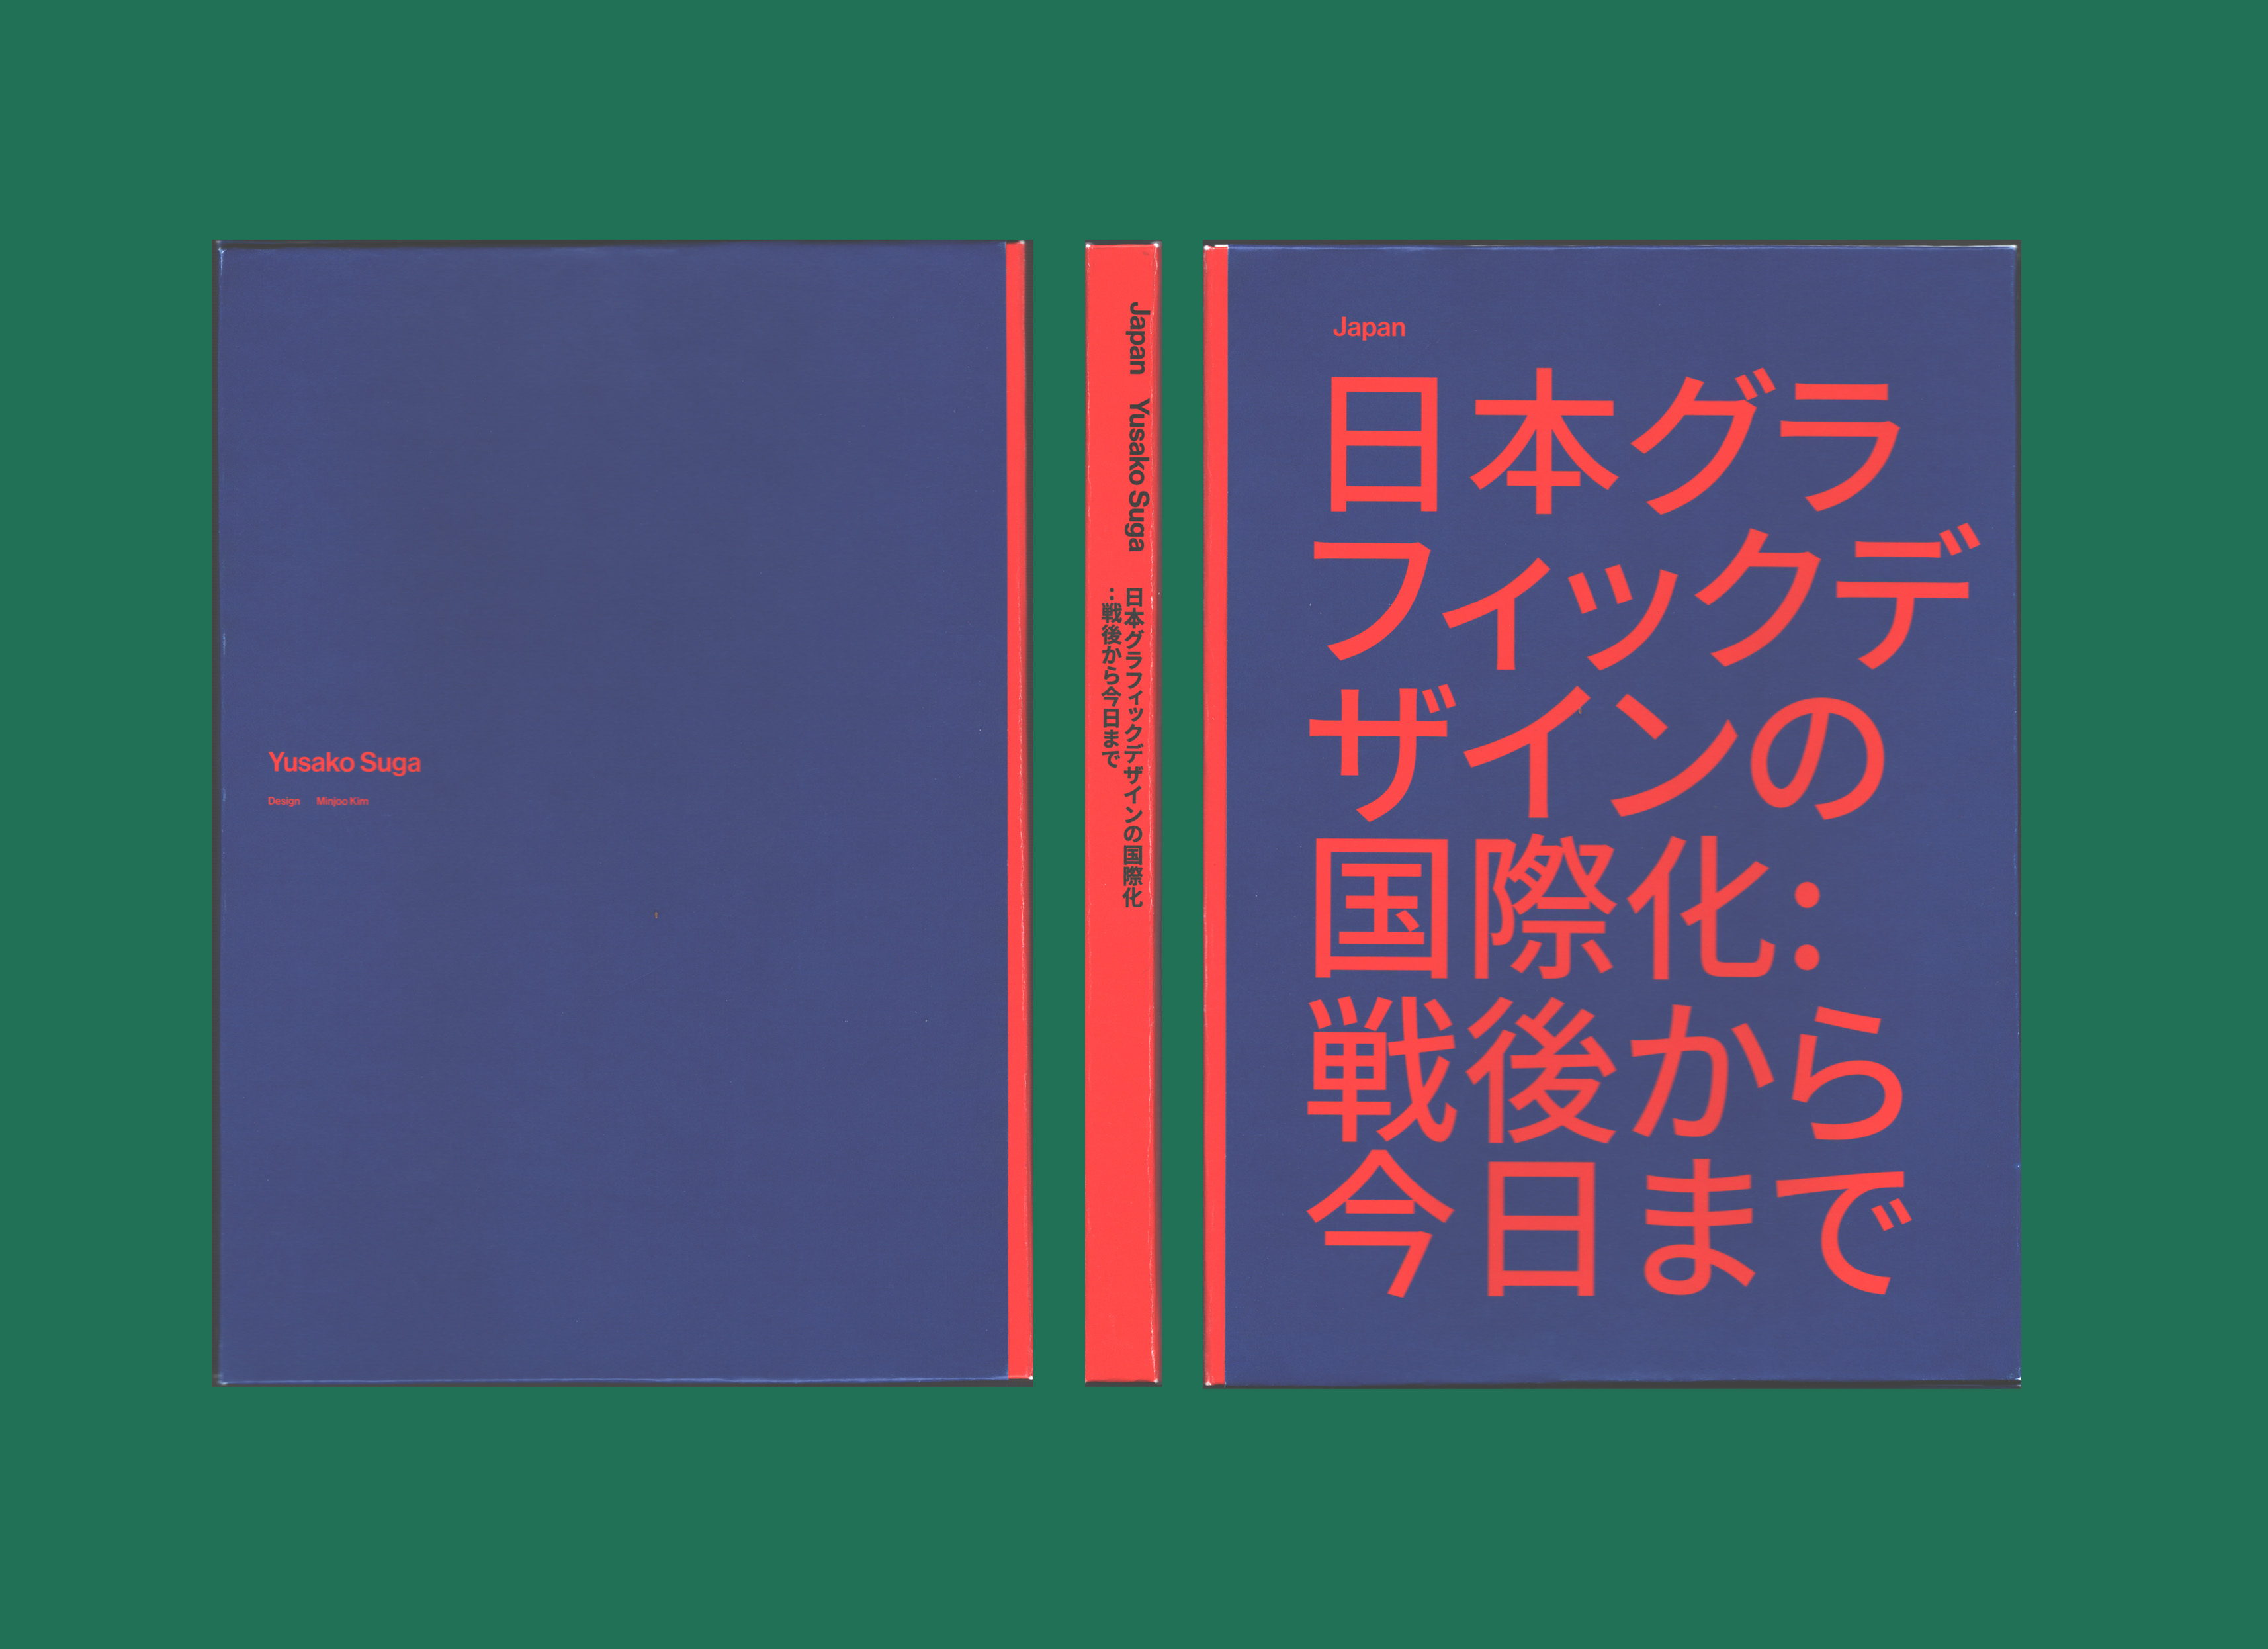 Yusako Suga
Design Minjoo Kim
Japan Yusako Suga 日本グラフィックデザインの国際化
:戦後から今日まで
Japan
日本グラ
フィックデ
ザインの
国際化:
戦後から
今日まで